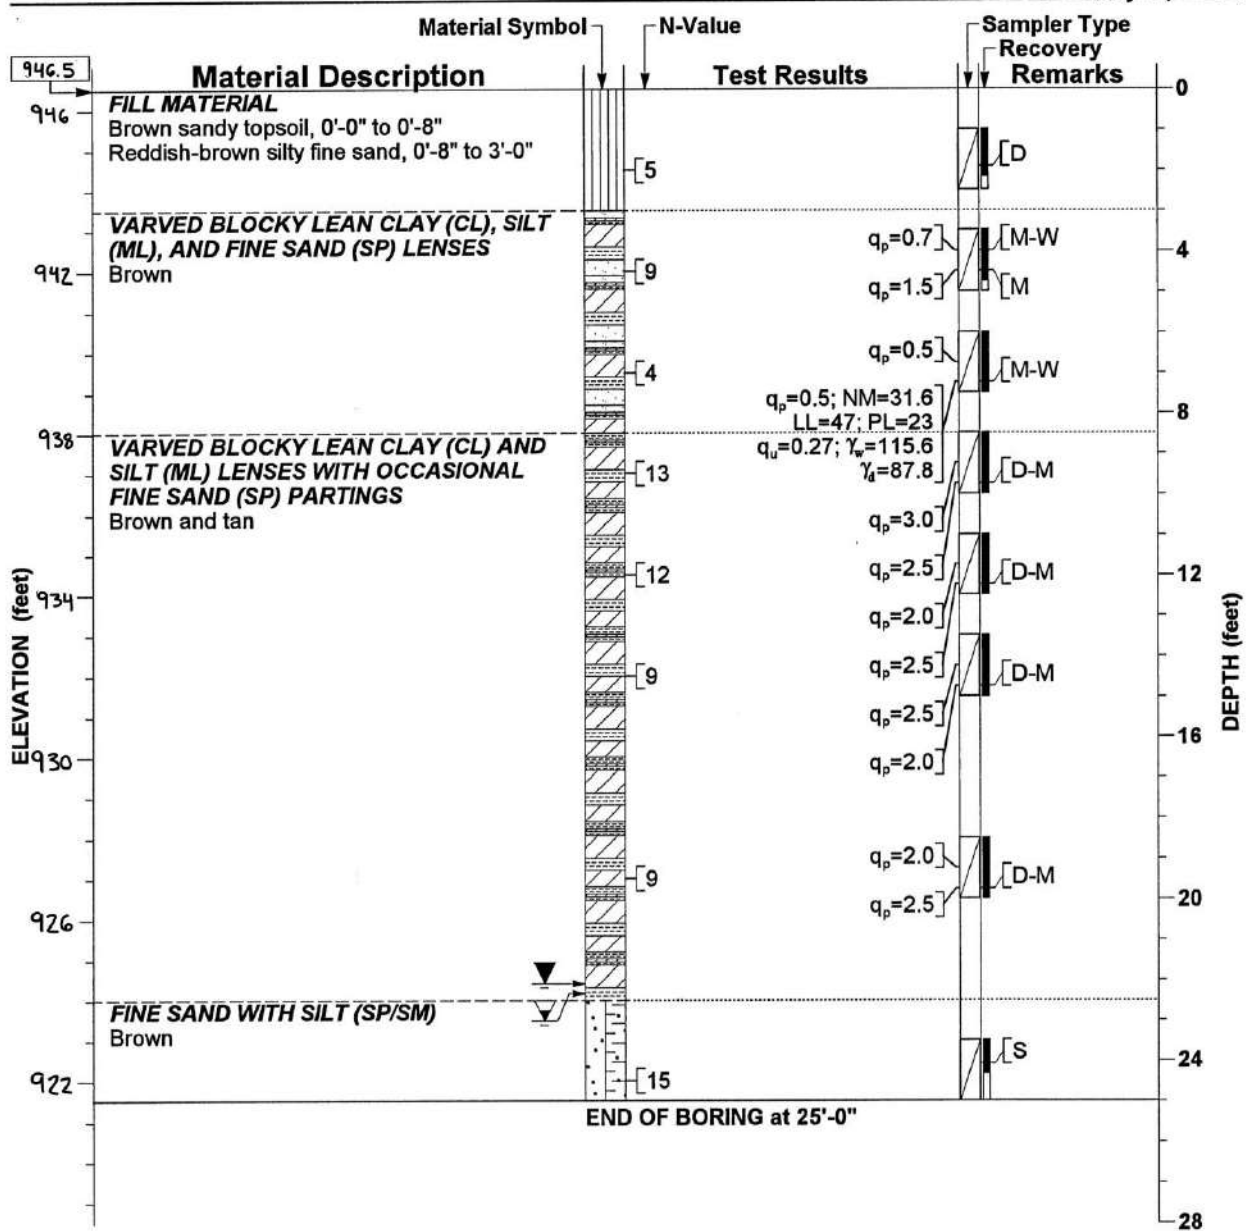 Material Symbol
N-Value
Sampler Type
Recovery
946.5
Material Description
Test Results
Remarks
0
946
FILL MATERIAL
Brown sandy topsoil, 0'-0" to 0'-8"
Reddish-brown silty fine sand, 0'-8" to 3'-0"
5
D
VARVED BLOCKY LEAN CLAY (CL), SILT
(ML), AND FINE SAND (SP) LENSES
Brown
942
9
qp=0.7
M-W
4
qp=1.5
M
qp=0.5
4
M-W
qp=0.5; NM=31.6
LL=47; PL=23
8
938
VARVED BLOCKY LEAN CLAY (CL) AND
SILT (ML) LENSES WITH OCCASIONAL
FINE SAND (SP) PARTINGS
Brown and tan
qu=0.27; γw=115.6
γd=87.8
13
D-M
qp=3.0
qp=2.5
12
D-M
12
934
qp=2.0
qp=2.5
9
D-M
qp=2.5
16
930
qp=2.0
ELEVATION (feet)
DEPTH (feet)
qp=2.0
9
D-M
qp=2.5
20
926
FINE SAND WITH SILT (SP/SM)
Brown
S
24
922
15
END OF BORING at 25'-0"
28